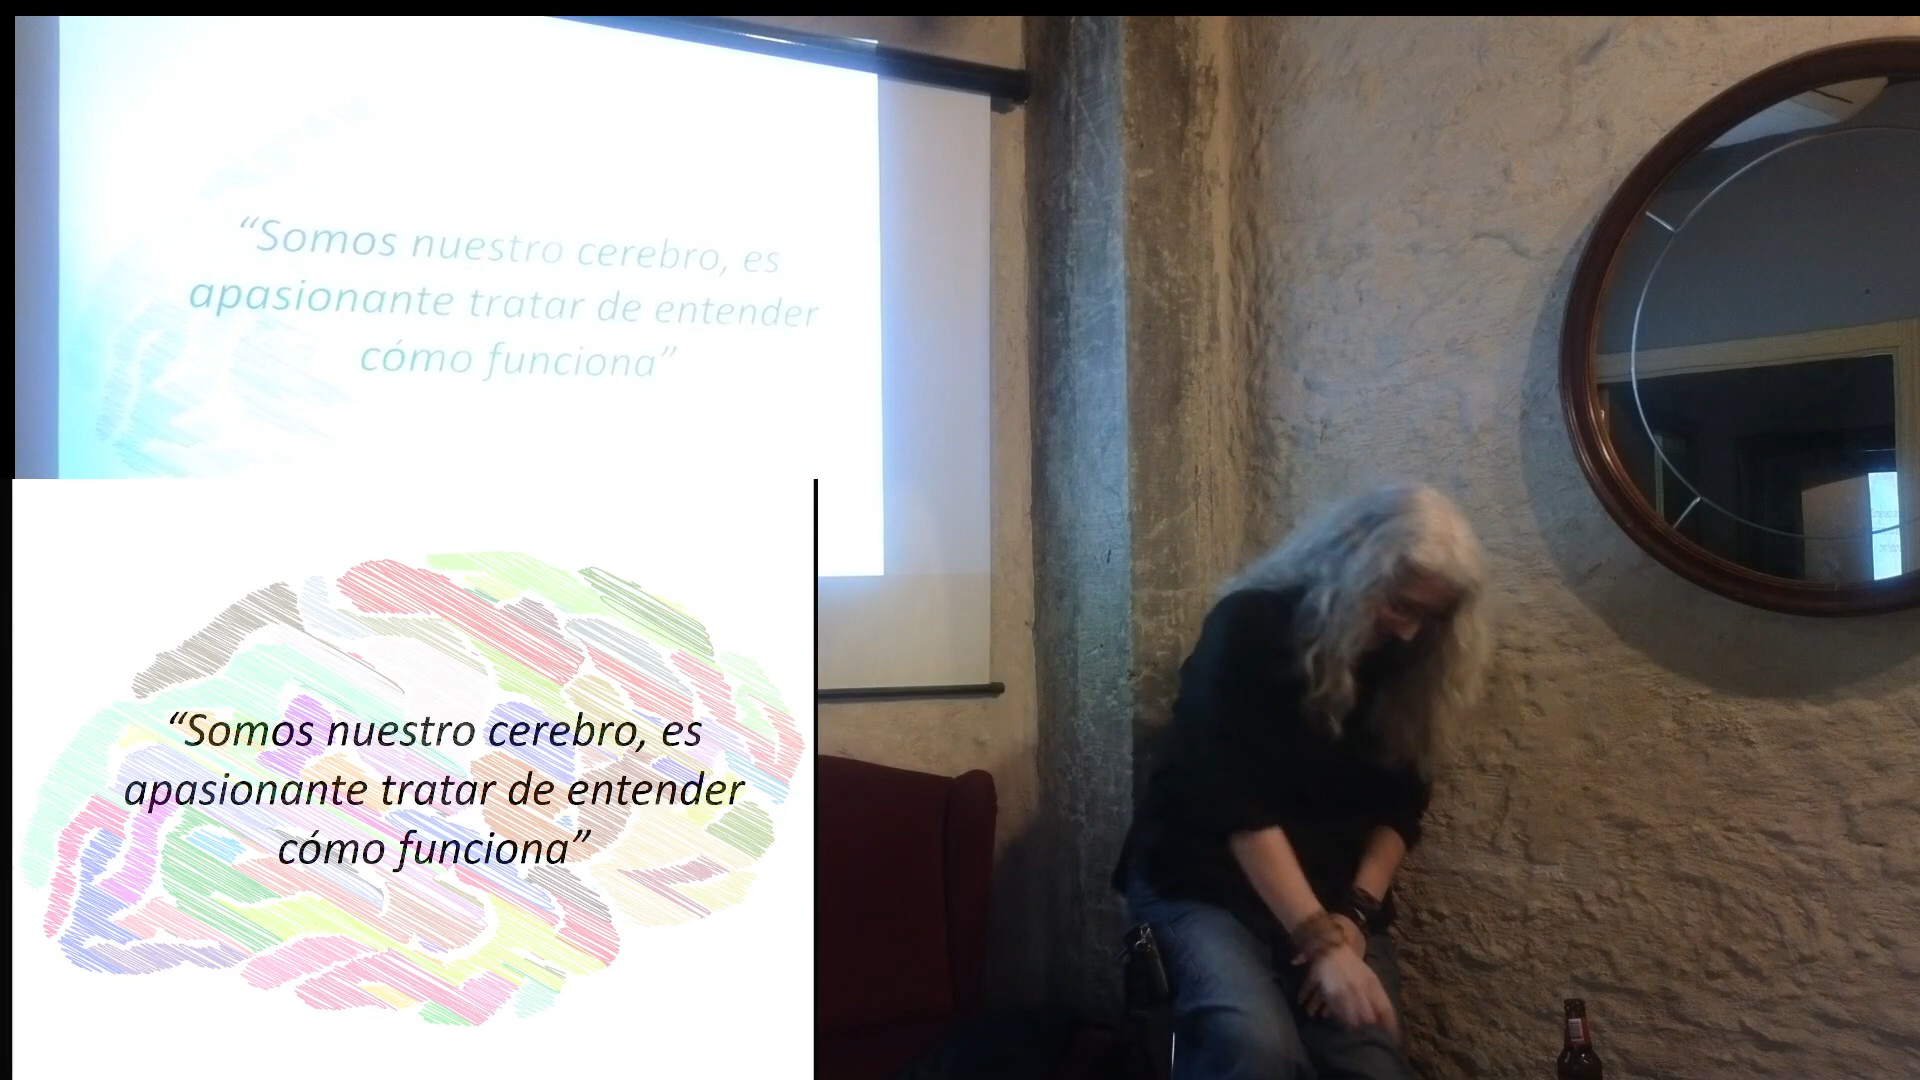 “Somos nuestro cerebro, es
apasionante tratar de entender
cómo funciona”
“Somos nuestro cerebro, es
apasionante tratar de entender
cómo funciona”